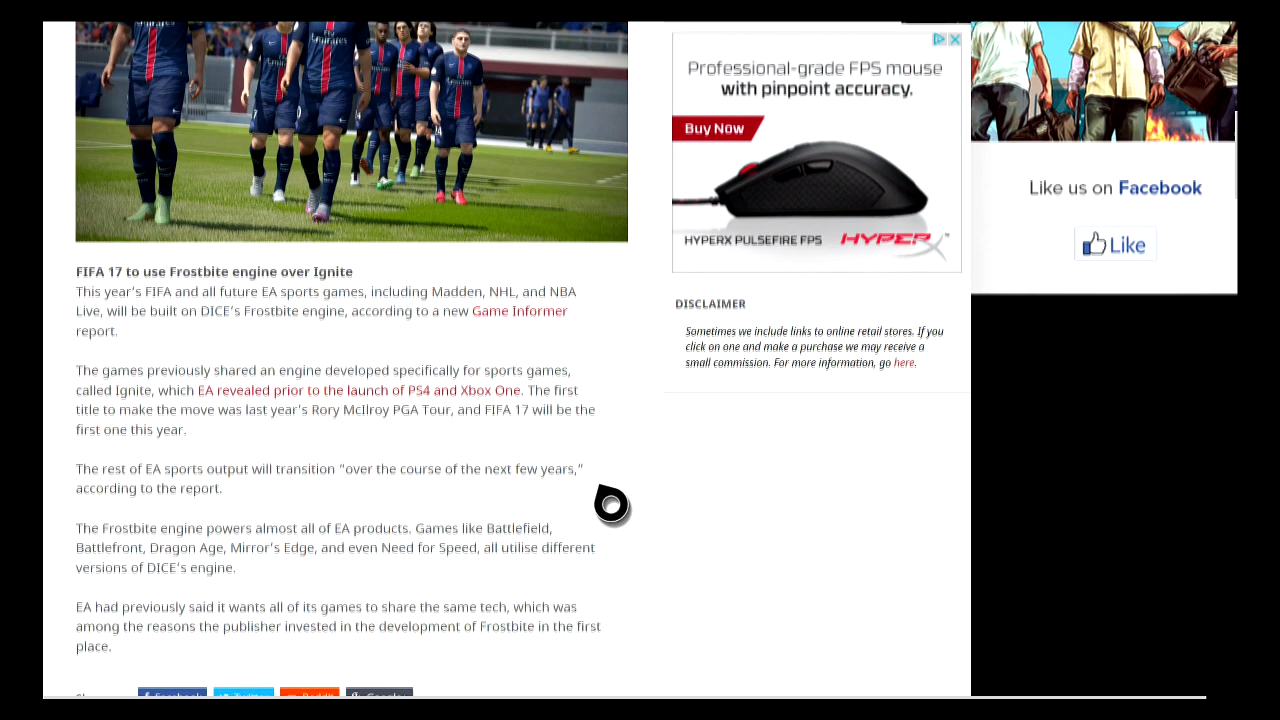 Emirates
Emirates
FIFA 17 to use Frostbite engine over Ignite
This year's FIFA and all future EA sports games, including Madden, NHL, and NBA
Live, will be built on DICE's Frostbite engine, according to a new Game Informer
report.
The games previously shared an engine developed specifically for sports games,
called Ignite, which EA revealed prior to the launch of PS4 and Xbox One. The first
title to make the move was last year's Rory McIlroy PGA Tour, and FIFA 17 will be the
first one this year.
The rest of EA sports output will transition “over the course of the next few years,”
according to the report.
The Frostbite engine powers almost all of EA products. Games like Battlefield,
Battlefront, Dragon Age, Mirror's Edge, and even Need for Speed, all utilise different
versions of DICE's engine.
EA had previously said it wants all of its games to share the same tech, which was
among the reasons the publisher invested in the development of Frostbite in the first
place.
Facebook Twitter Reddit Google+
Professional-grade FPS mouse
with pinpoint accuracy.
Buy Now
HYPERX PULSEFIRE FPS HYPERX™
DISCLAIMER
Sometimes we include links to online retail stores. If you
click on one and make a purchase we may receive a
small commission. For more information, go here.
Like us on Facebook
Like